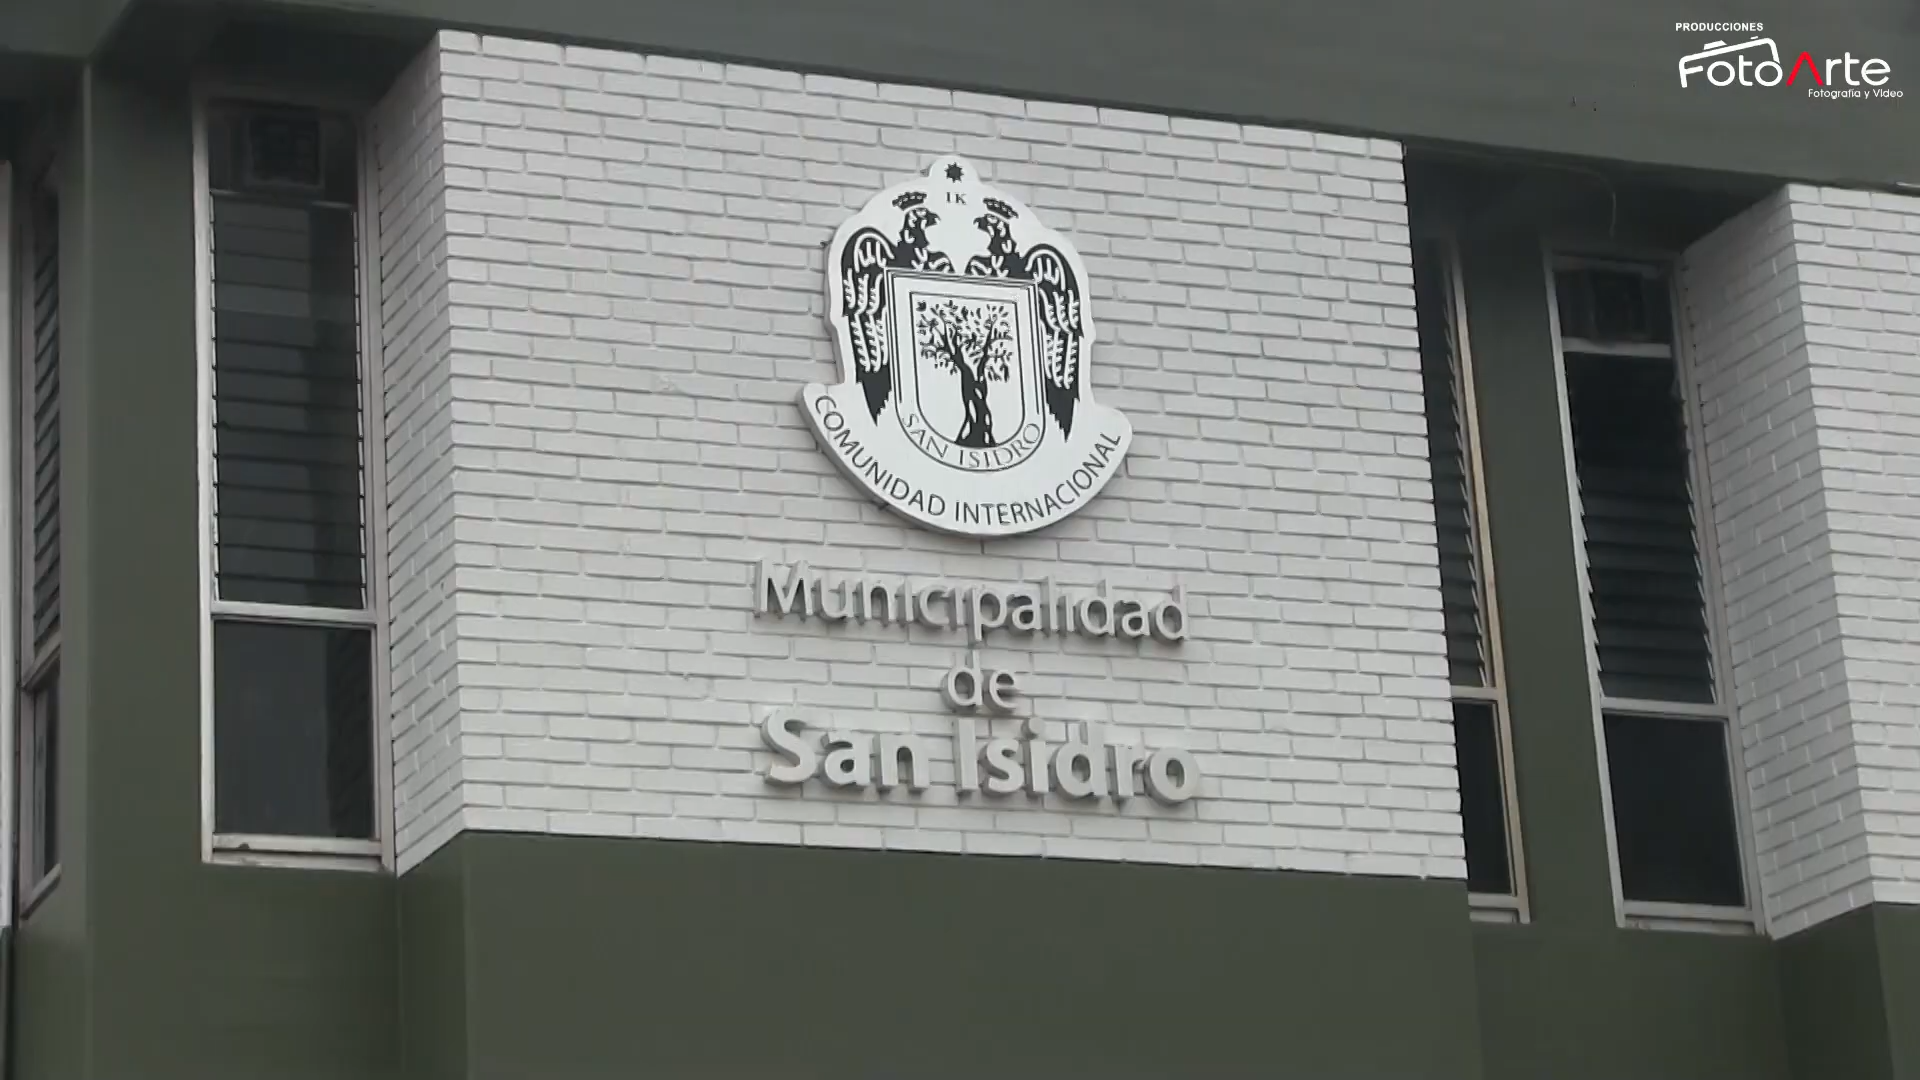 PRODUCCIONES
FotoArte
Fotografía y Video
IK
SAN ISIDRO
COMUNIDAD INTERNACIONAL
Municipalidad
de
San Isidro